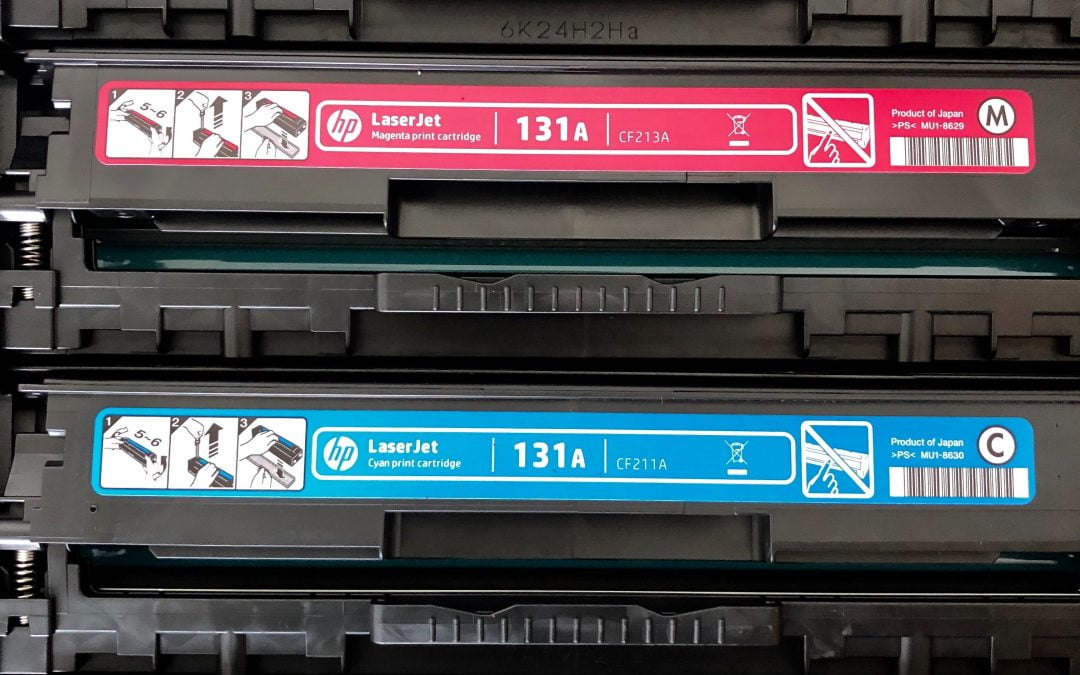 6K24H2Ha
1 5-6 2 3
hp LaserJet
Magenta print cartridge
131A
CF213A
Product of Japan
>PS< MU1-8629
M
1 5-6 2 3
hp LaserJet
Cyan print cartridge
131A
CF211A
Product of Japan
>PS< MU1-8630
C